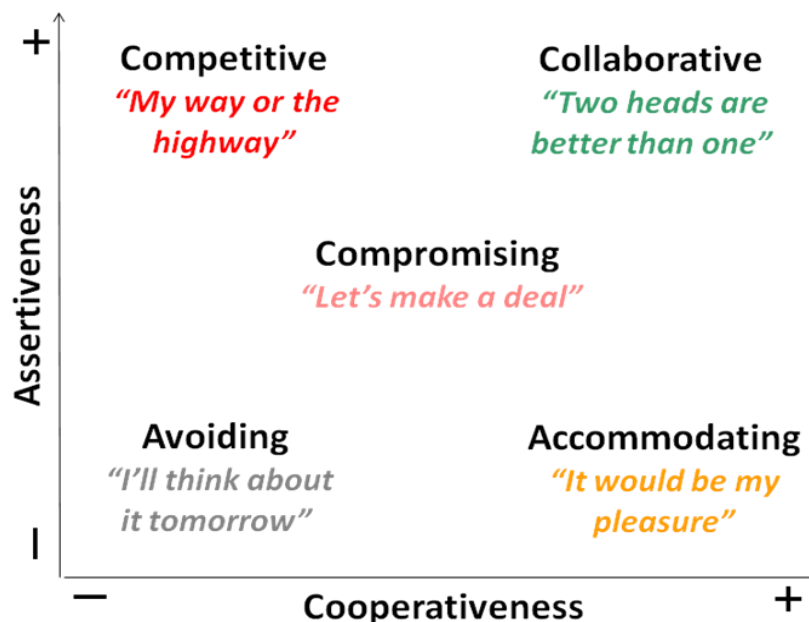 +
Competitive
“My way or the
highway”
Collaborative
“Two heads are
better than one”
Assertiveness
Compromising
“Let’s make a deal”
Avoiding
“I’ll think about
it tomorrow”
Accommodating
“It would be my
pleasure”
–
–
Cooperativeness
+